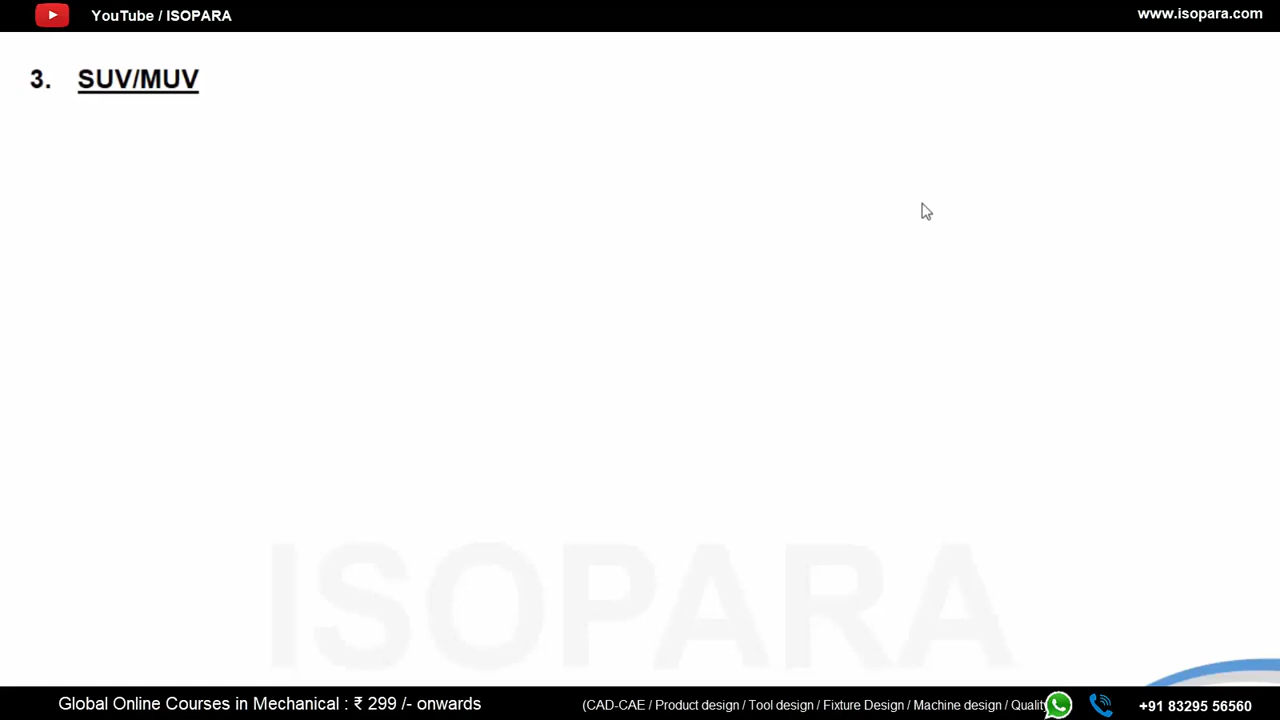 YouTube / ISOPARA
www.isopara.com
3. SUV/MUV
ISOPARA
Global Online Courses in Mechanical : ₹ 299 /- onwards
(CAD-CAE / Product design / Tool design / Fixture Design / Machine design / Quality
+91 83295 56560